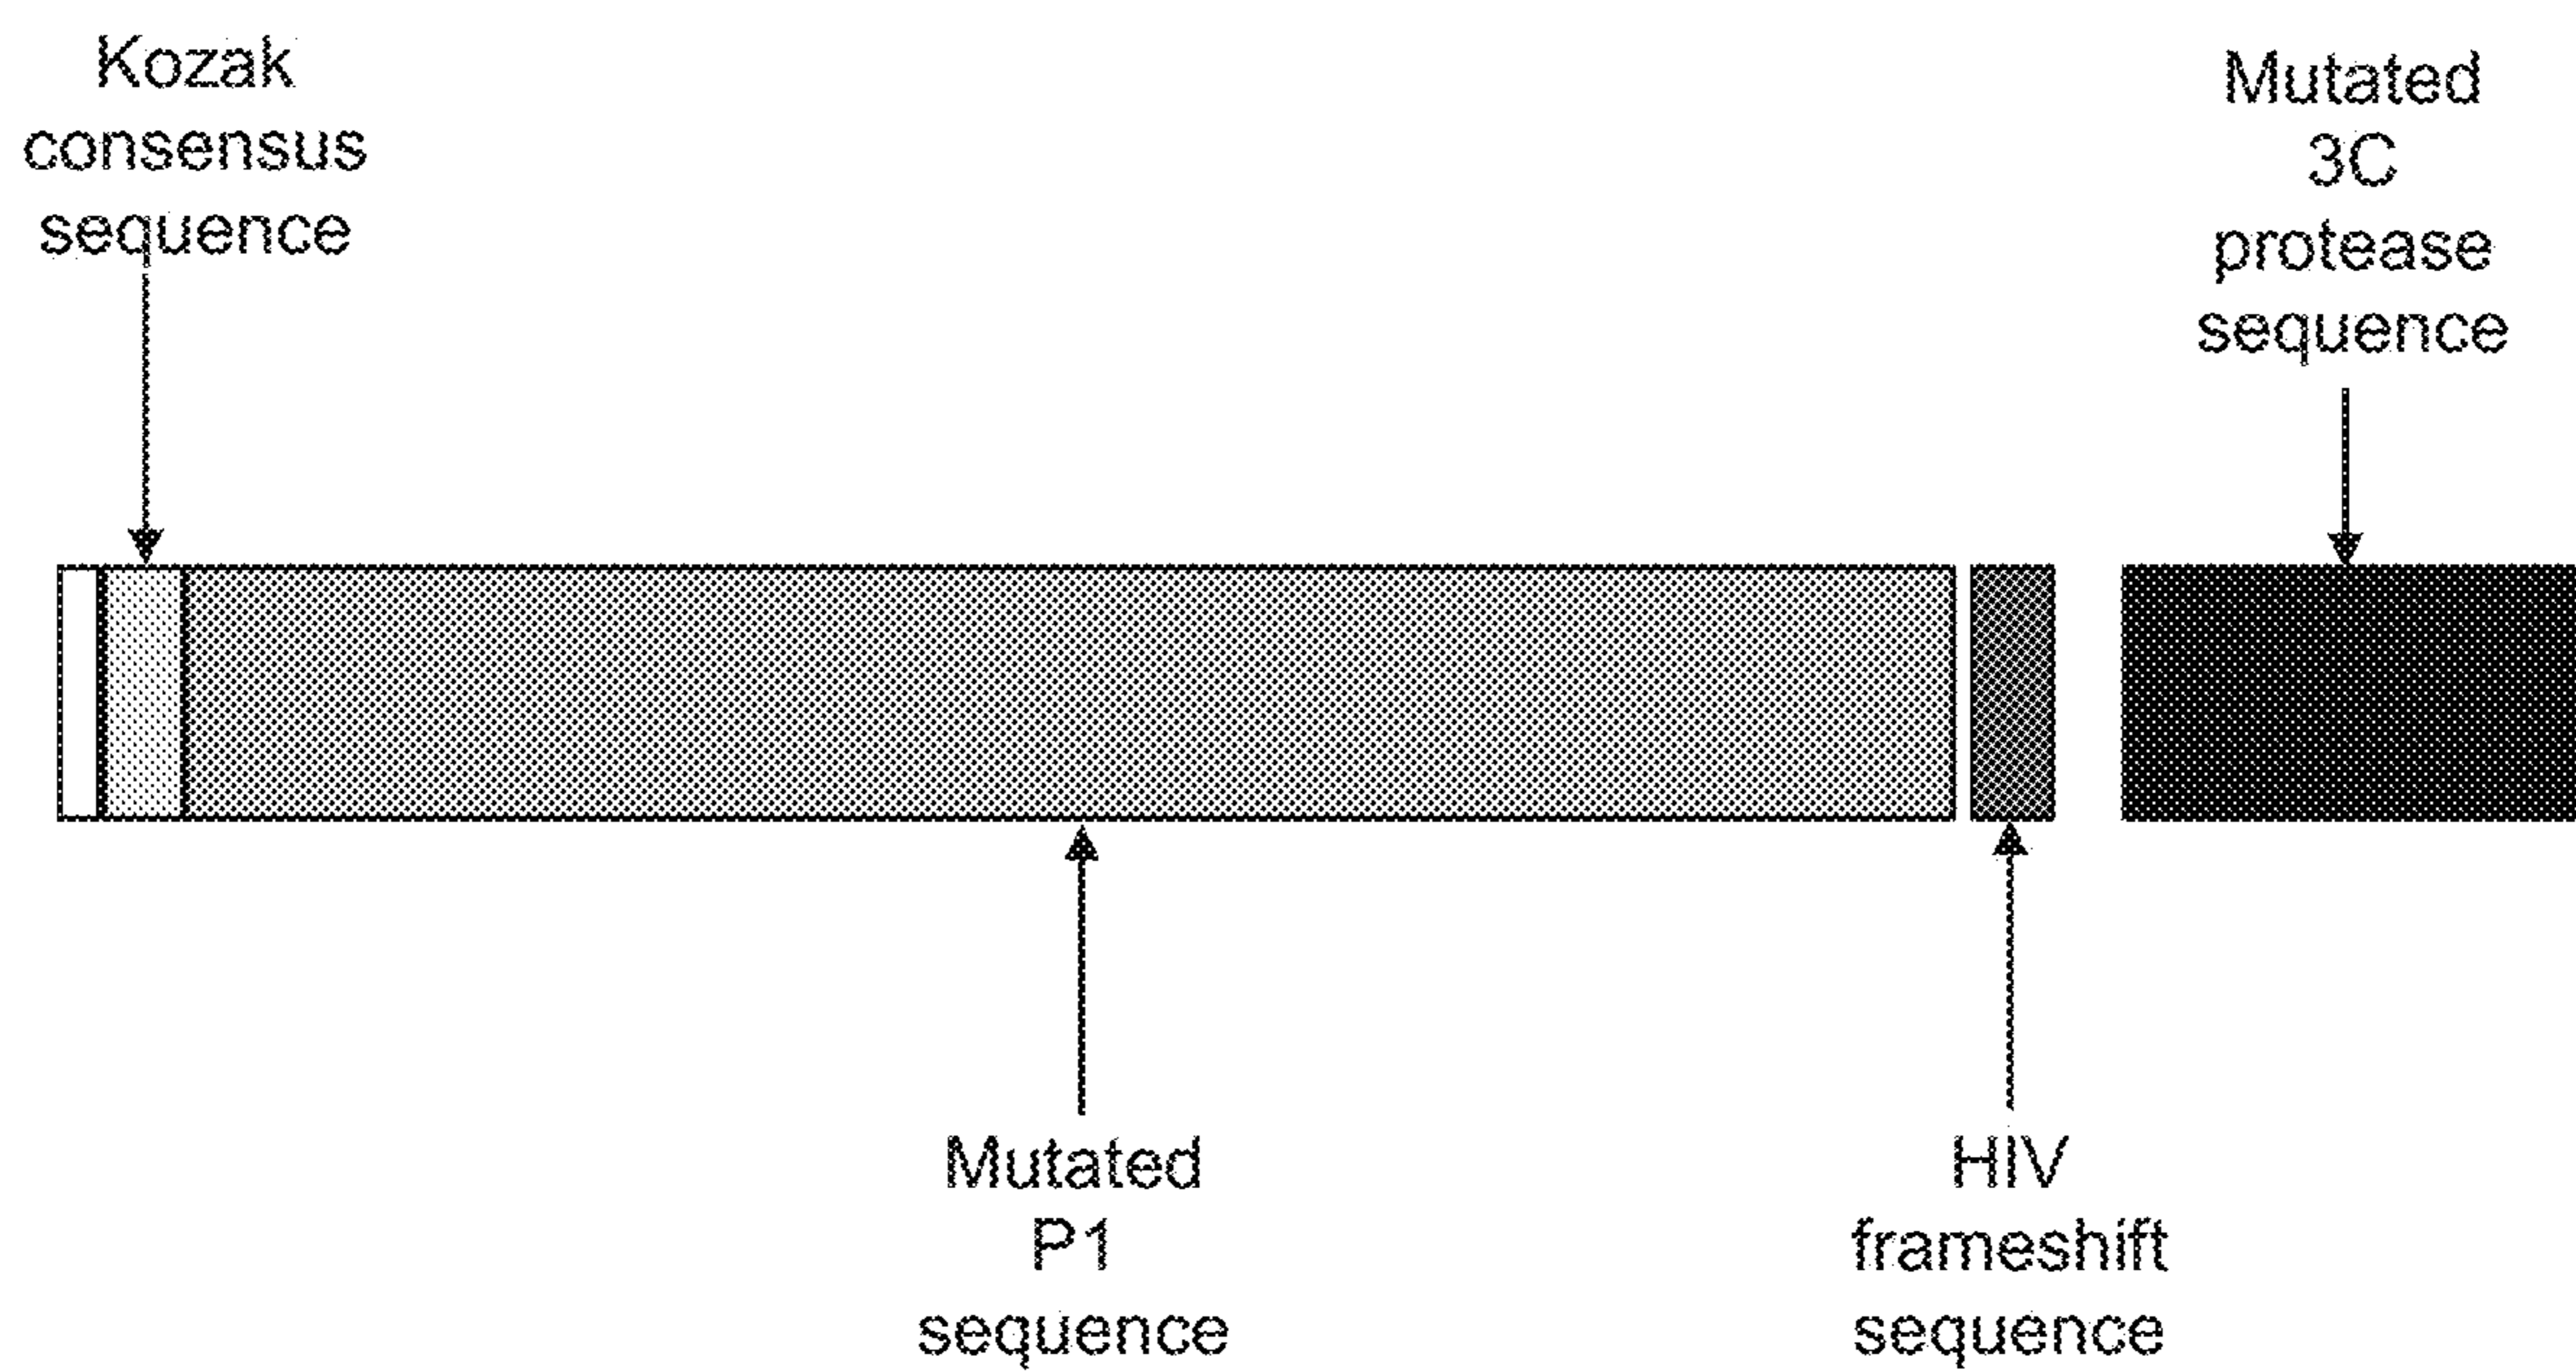 Kozak
consensus
sequence
Mutated
3C
protease
sequence
Mutated
P1
sequence
HIV
frameshift
sequence